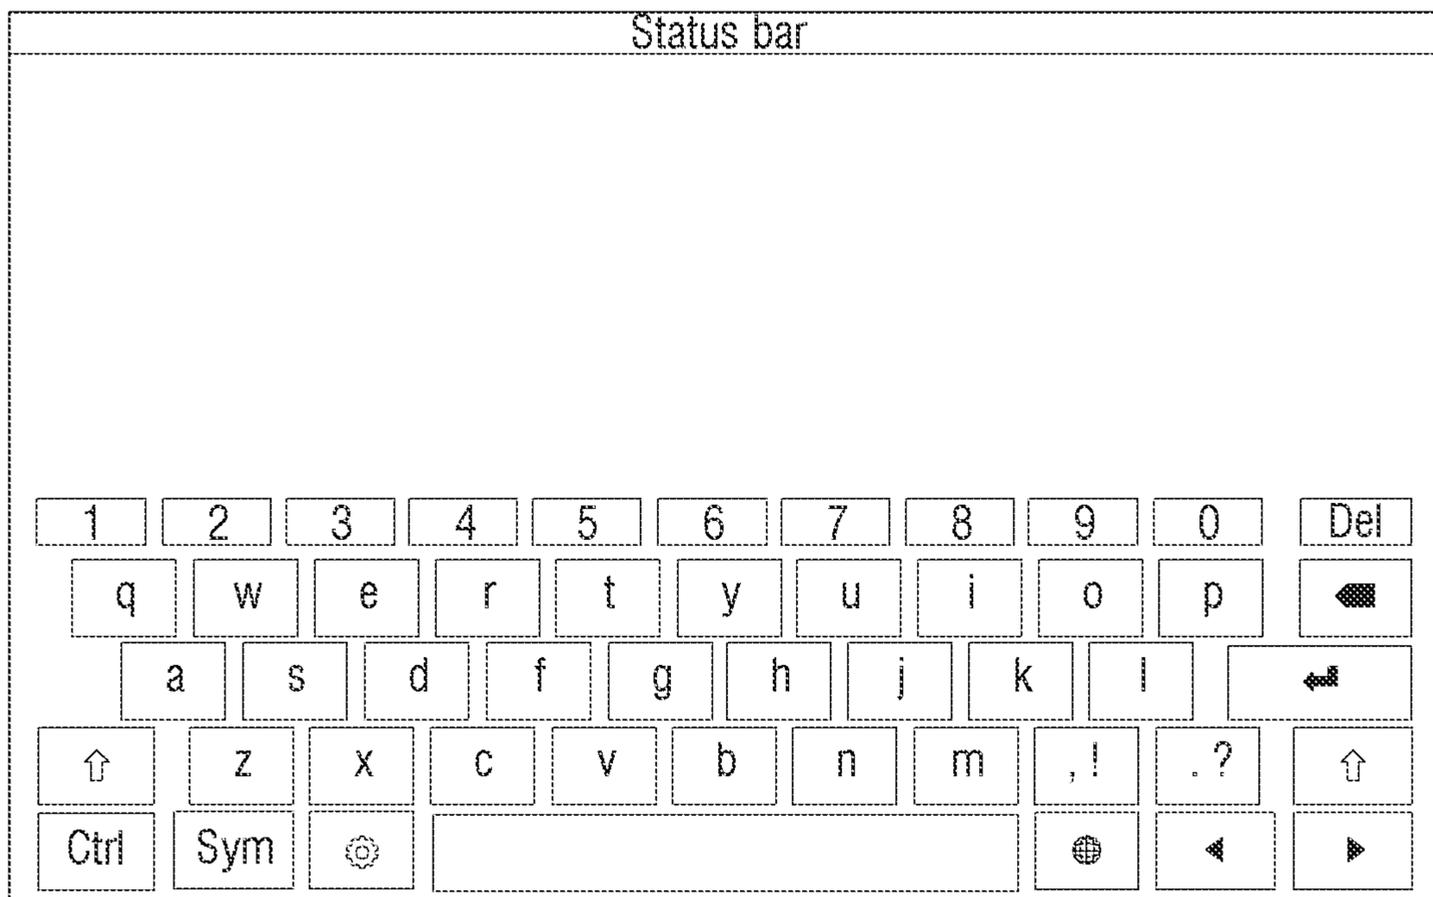 Status bar
1 2 3 4 5 6 7 8 9 0 Del
q w e r t y u i o p
a s d f g h j k l
z x c v b n m , ! . ?
Ctrl Sym